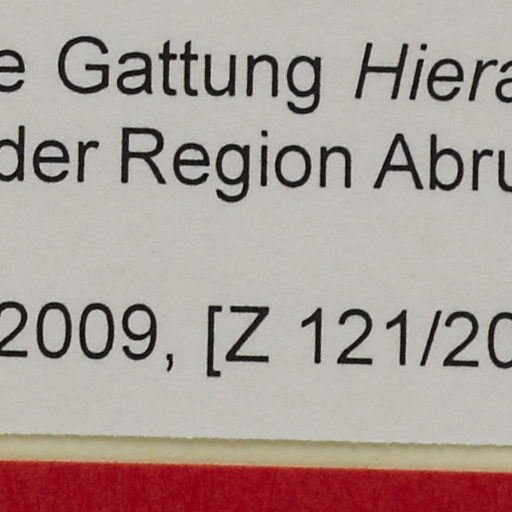 e Gattung Hiera
der Region Abru
2009, [Z 121/20